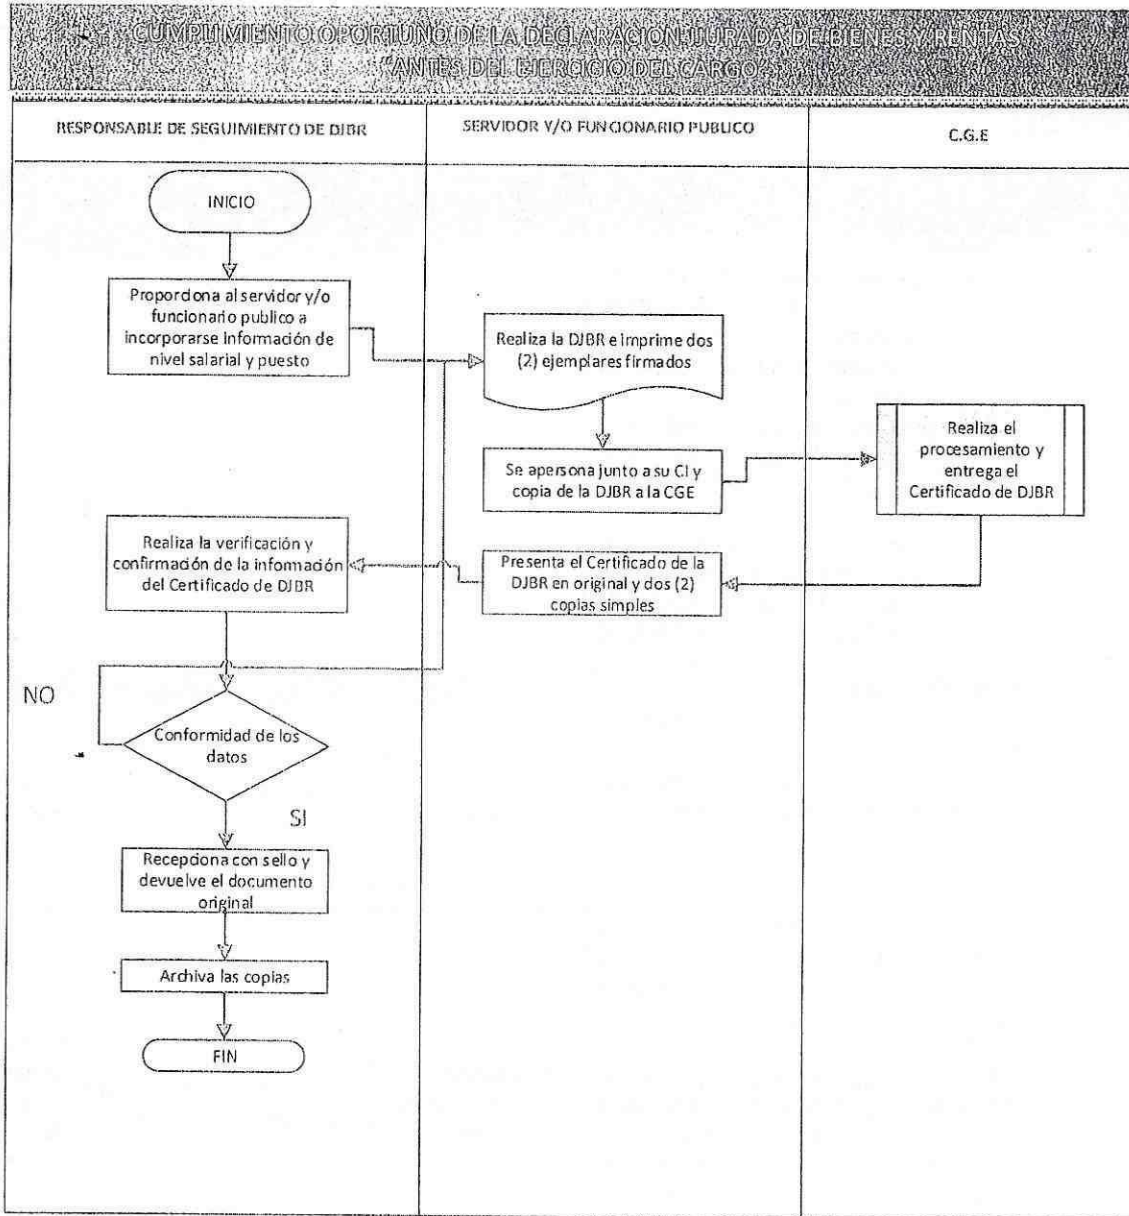 CUMPLIMIENTO OPORTUNO DE LA DECLARACION JURADA DE BIENES Y RENTAS
"ANTES DEL EJERCICIO DEL CARGO"
RESPONSABLE DE SEGUIMIENTO DE DJBR
SERVIDOR Y/O FUNCIONARIO PUBLICO
C.G.E
INICIO
Proporciona al servidor y/o
funcionario publico a
incorporarse Información de
nivel salarial y puesto
Realiza la DJBR e imprime dos
(2) ejemplares firmados
Se apersona junto a su CI y
copia de la DJBR a la CGE
Realiza el
procesamiento y
entrega el
Certificado de DJBR
Presenta el Certificado de la
DJBR en original y dos (2)
copias simples
Realiza la verificación y
confirmación de la información
del Certificado de DJBR
NO
Conformidad de los
datos
SI
Recepciona con sello y
devuelve el documento
original
Archiva las copias
FIN